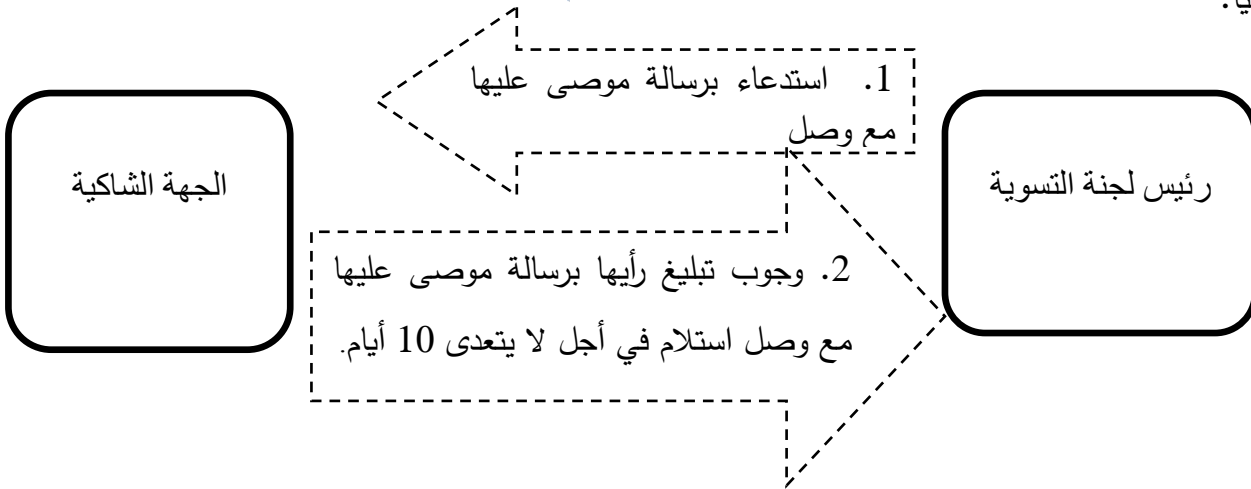 يا.
1. استدعاء برسالة موصى عليها
مع وصل
رئيس لجنة التسوية
الجهة الشاكية
2. وجوب تبليغ رأيها برسالة موصى عليها
مع وصل استلام في أجل لا يتعدى 10 أيام.